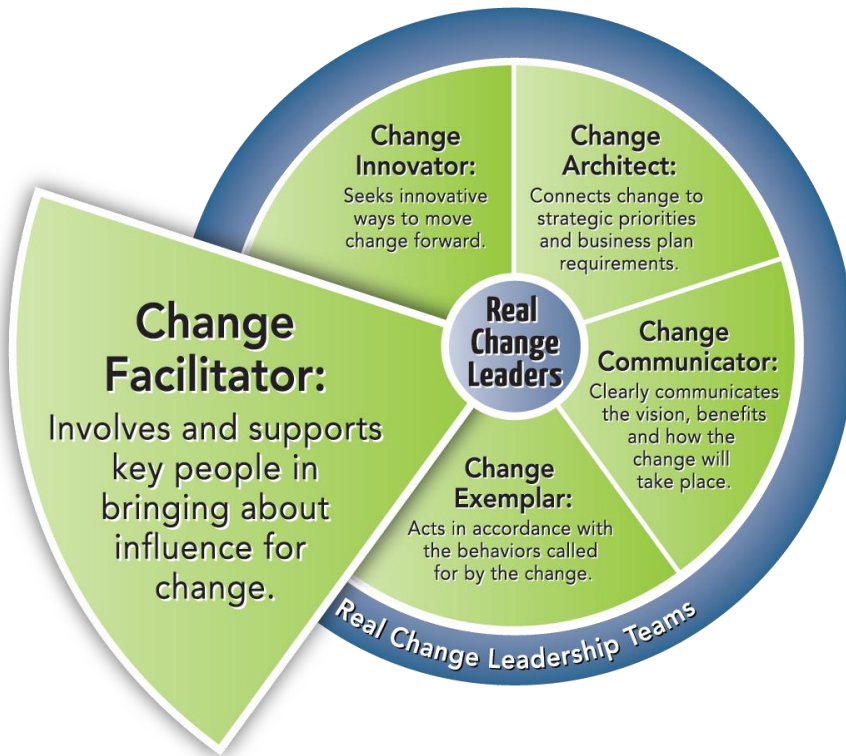 Change
Innovator:
Seeks innovative
ways to move
change forward.
Change
Architect:
Connects change to
strategic priorities
and business plan
requirements.
Change
Facilitator:
Involves and supports
key people in
bringing about
influence for
change.
Real
Change
Leaders
Change
Communicator:
Clearly communicates
the vision, benefits
and how the
change will
take place.
Change
Exemplar:
Acts in accordance with
the behaviors called
for by the change.
Real Change Leadership Teams